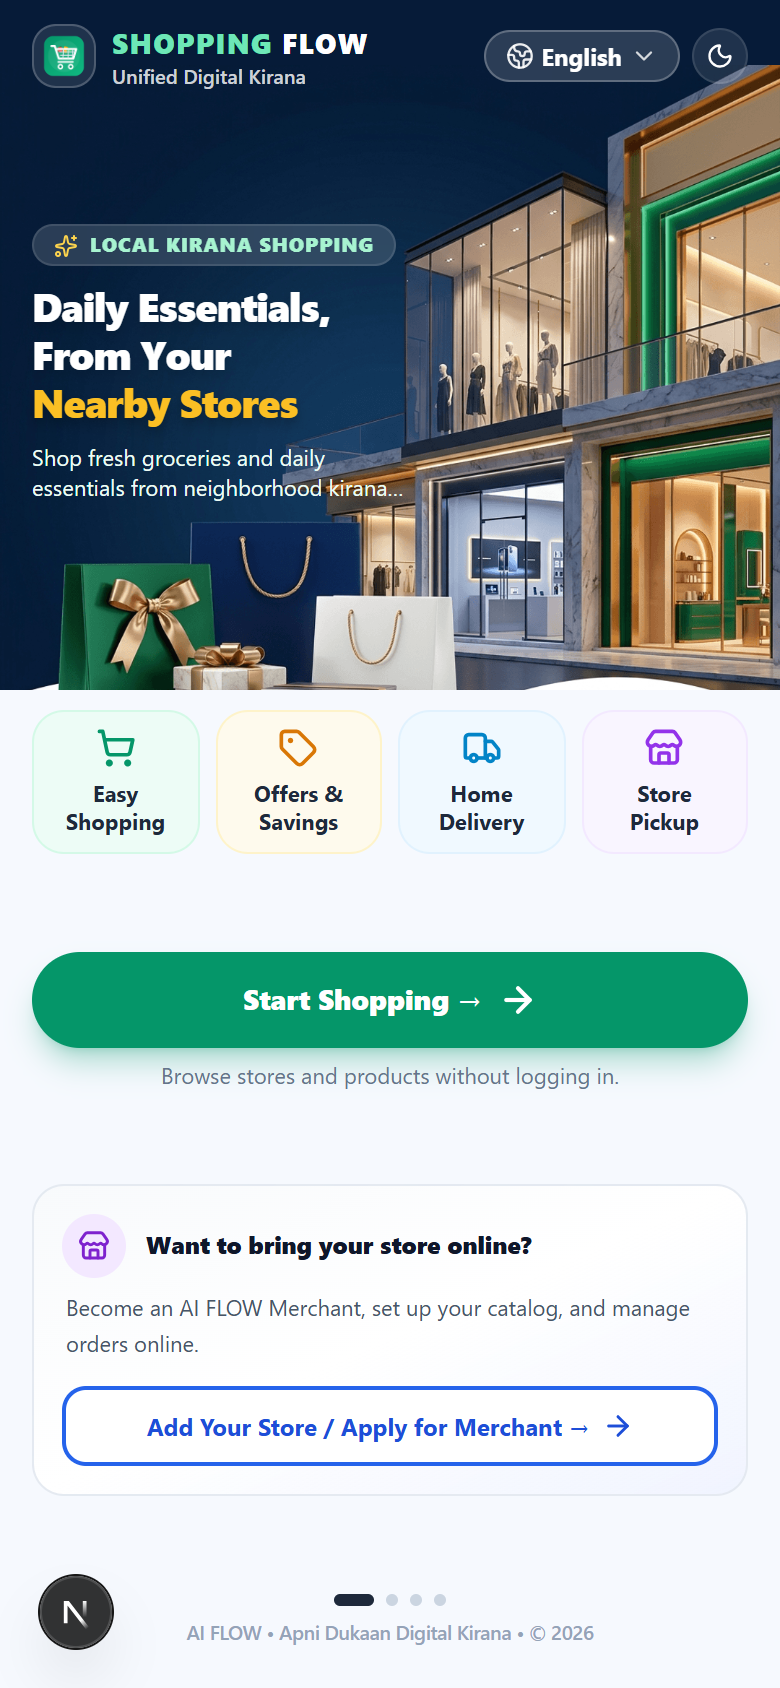 SHOPPING FLOW
Unified Digital Kirana
English
LOCAL KIRANA SHOPPING
Daily Essentials,
From Your
Nearby Stores
Shop fresh groceries and daily
essentials from neighborhood kirana...
Easy
Shopping
Offers &
Savings
Home
Delivery
Store
Pickup
Start Shopping →
Browse stores and products without logging in.
Want to bring your store online?
Become an AI FLOW Merchant, set up your catalog, and manage
orders online.
Add Your Store / Apply for Merchant →
N
AI FLOW • Apni Dukaan Digital Kirana • © 2026